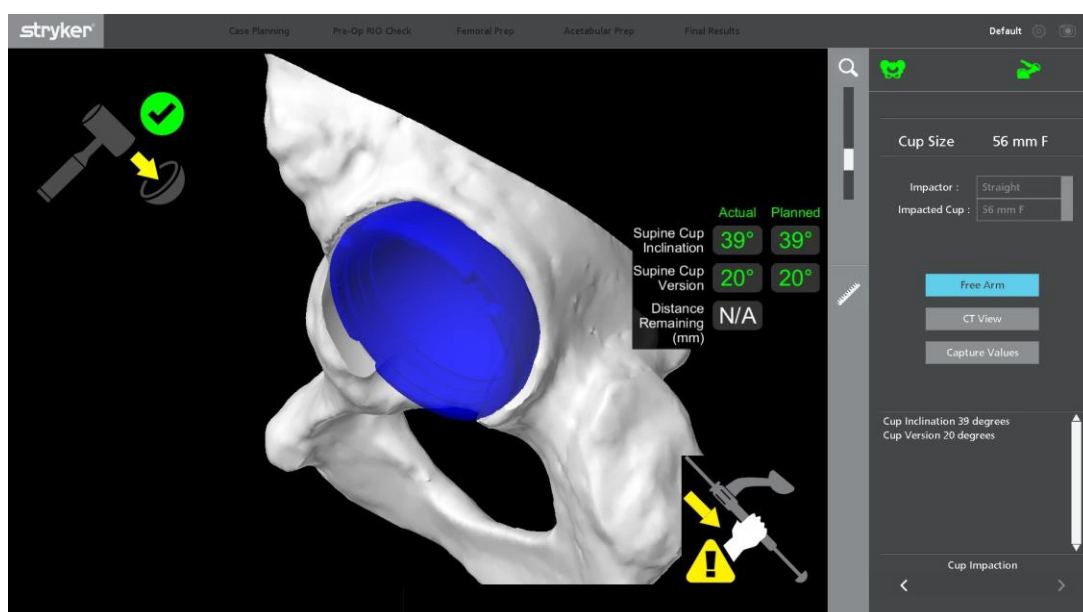 stryker
Case Planning
Pre-Op RIO Check
Femoral Prep
Acetabular Prep
Final Results
Default
Actual Planned
Supine Cup
Inclination
39° 39°
Supine Cup
Version
20° 20°
Distance
Remaining
(mm)
N/A
Cup Size 56 mm F
Impactor : Straight
Impacted Cup : 56 mm F
Free Arm
CT View
Capture Values
Cup Inclination 39 degrees
Cup Version 20 degrees
Cup Impaction